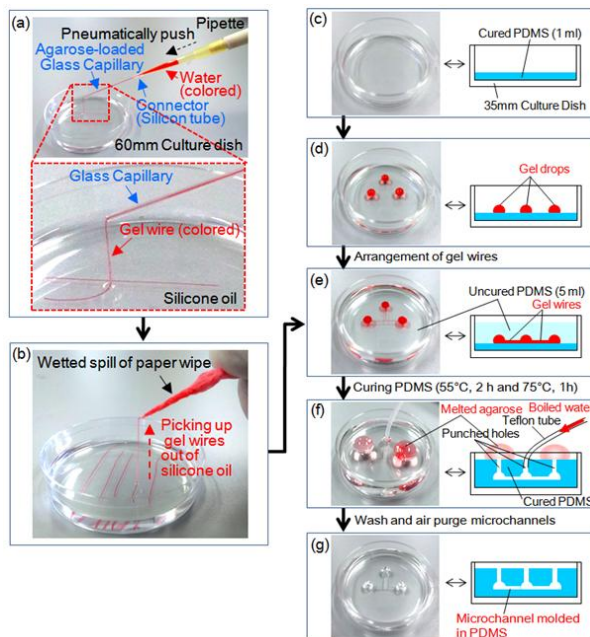 (a)
Pneumatically push
Pipette
Agarose-loaded
Glass Capillary
Water
(colored)
Connector
(Silicon tube)
60mm Culture dish
Glass Capillary
Gel wire (colored)
Silicone oil
(b)
Wetted spill of paper wipe
Picking up
gel wires
out of
silicone oil
(c)
Cured PDMS (1 ml)
35mm Culture Dish
(d)
Gel drops
Arrangement of gel wires
(e)
Uncured PDMS (5 ml)
Gel wires
Curing PDMS (55°C, 2 h and 75°C, 1h)
(f)
Melted agarose
Boiled water
Teflon tube
Punched holes
Cured PDMS
Wash and air purge microchannels
(g)
Microchannel molded
in PDMS